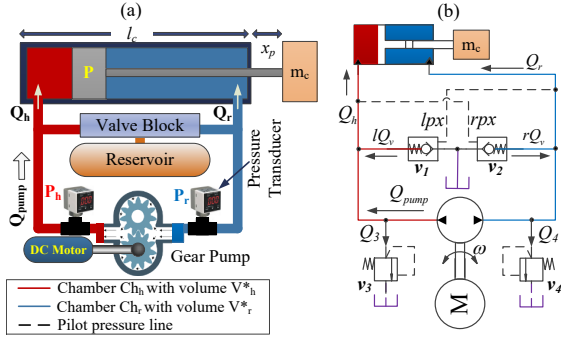 (a)
l_c
x_p
P
m_c
Q_h
Q_r
Valve Block
Reservoir
Q_pump
P_h
P_r
Pressure
Transducer
DC Motor
Gear Pump
Chamber Ch_h with volume V*_h
Chamber Ch_r with volume V*_r
Pilot pressure line
(b)
m_c
Q_r
Q_h
lpx
rpx
lQ_v
rQ_v
v_1
v_2
Q_pump
Q_3
Q_4
ω
v_3
v_4
M